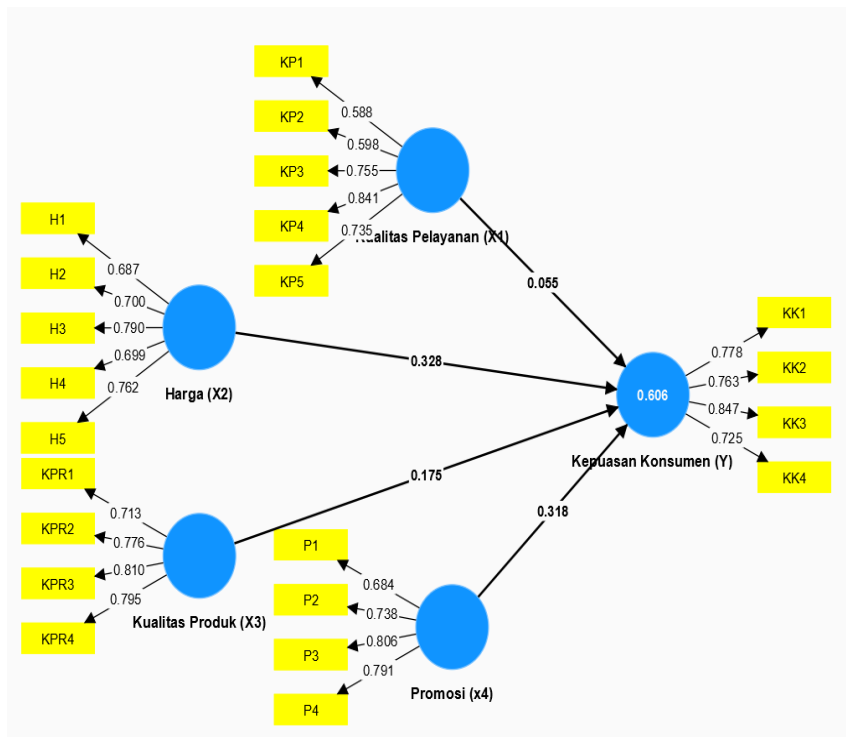 KP1
KP2
KP3
KP4
KP5
0.588
0.598
0.755
0.841
0.735
Kualitas Pelayanan (X1)
H1
H2
H3
H4
H5
0.687
0.700
0.790
0.699
0.762
Harga (X2)
KPR1
KPR2
KPR3
KPR4
0.713
0.776
0.810
0.795
Kualitas Produk (X3)
P1
P2
P3
P4
0.684
0.738
0.806
0.791
Promosi (x4)
0.055
0.328
0.175
0.318
0.606
Kepuasan Konsumen (Y)
0.778
0.763
0.847
0.725
KK1
KK2
KK3
KK4